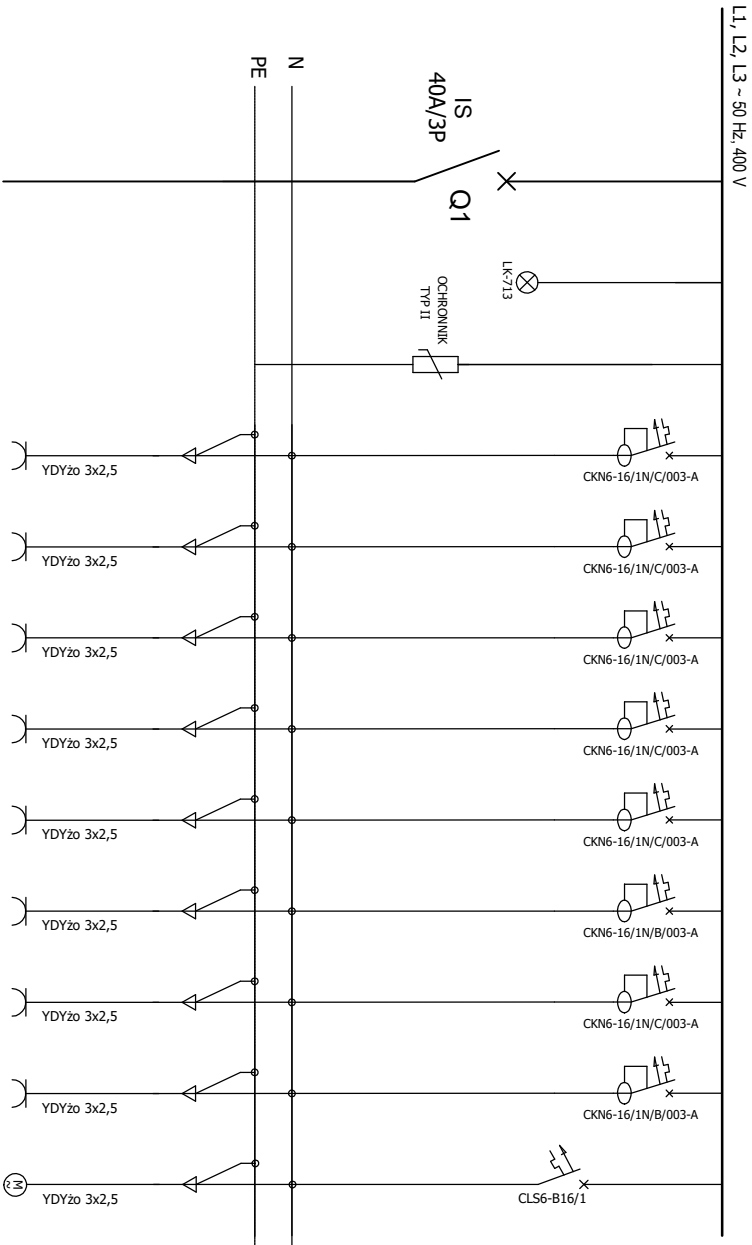 L1, L2, L3 ~ 50 Hz, 400 V
N
PE
IS
40A/3P
Q1
LK-713
OCHRONNIK
TYP II
CKN6-16/1N/C/003-A
YDYżo 3x2,5
CKN6-16/1N/C/003-A
YDYżo 3x2,5
CKN6-16/1N/C/003-A
YDYżo 3x2,5
CKN6-16/1N/C/003-A
YDYżo 3x2,5
CKN6-16/1N/C/003-A
YDYżo 3x2,5
CKN6-16/1N/B/003-A
YDYżo 3x2,5
CKN6-16/1N/C/003-A
YDYżo 3x2,5
CKN6-16/1N/B/003-A
YDYżo 3x2,5
CLS6-B16/1
YDYżo 3x2,5
M
~